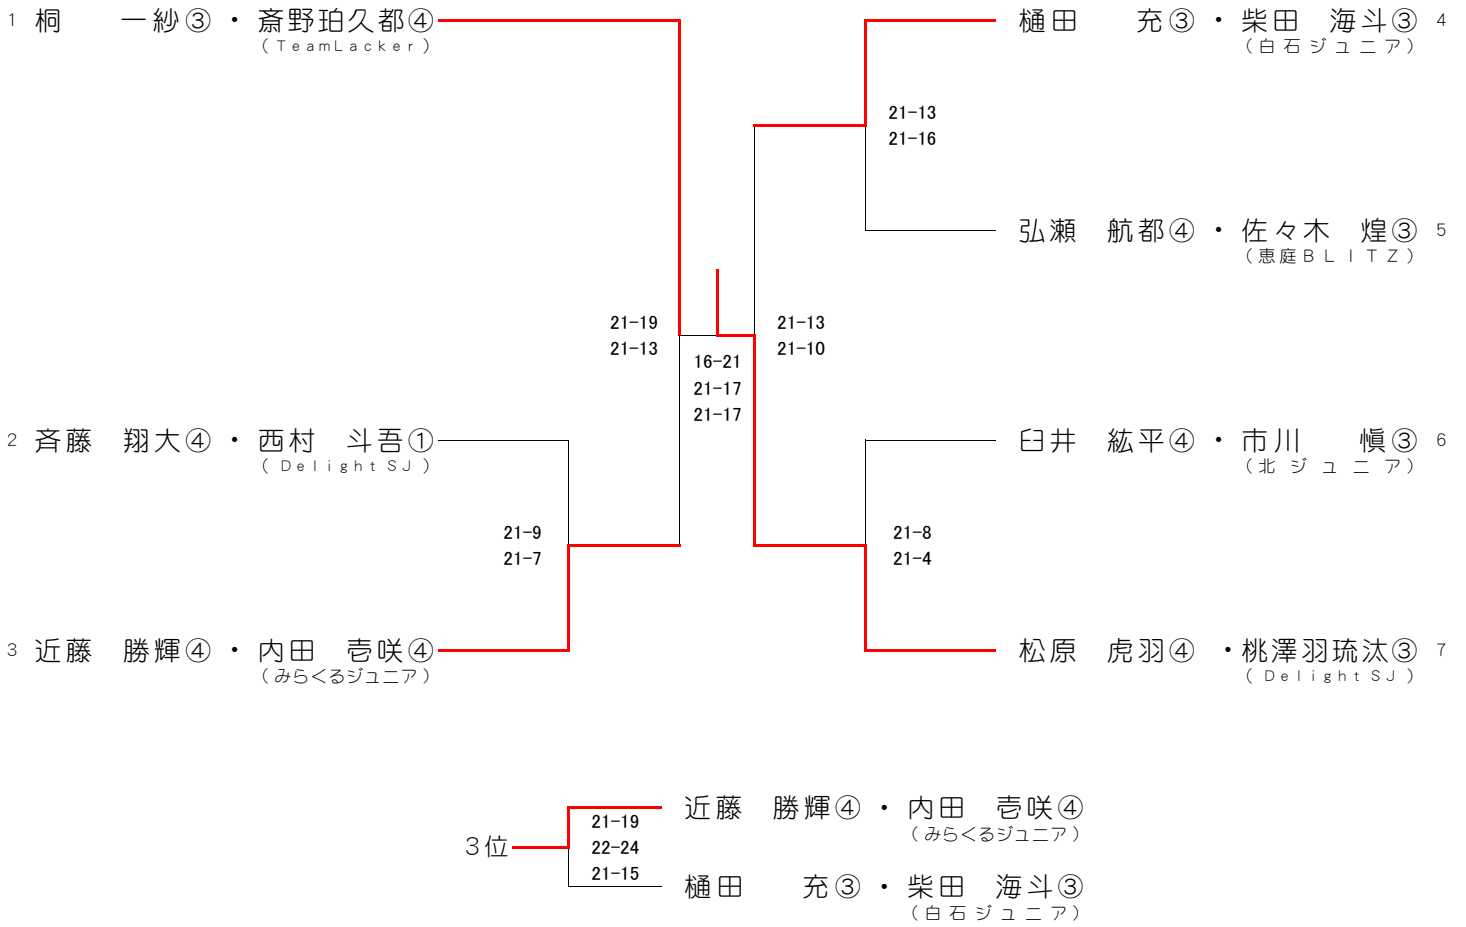 1 桐　一紗③・斎野珀久都④
（TeamLacker）
樋田　充③・柴田　海斗③ 4
（白石ジュニア）
21-13
21-16
弘瀬　航都④・佐々木　煌③ 5
（恵庭ＢＬＩＴＺ）
21-19
21-13
21-13
21-10
16-21
21-17
21-17
2 斉藤　翔大④・西村　斗吾①
（DelightSJ）
臼井　紘平④・市川　愼③ 6
（北ジュニア）
21-9
21-7
21-8
21-4
3 近藤　勝輝④・内田　壱咲④
（みらくるジュニア）
松原　虎羽④・桃澤羽琉汰③ 7
（DelightSJ）
近藤　勝輝④・内田　壱咲④
（みらくるジュニア）
3位
21-19
22-24
21-15
樋田　充③・柴田　海斗③
（白石ジュニア）